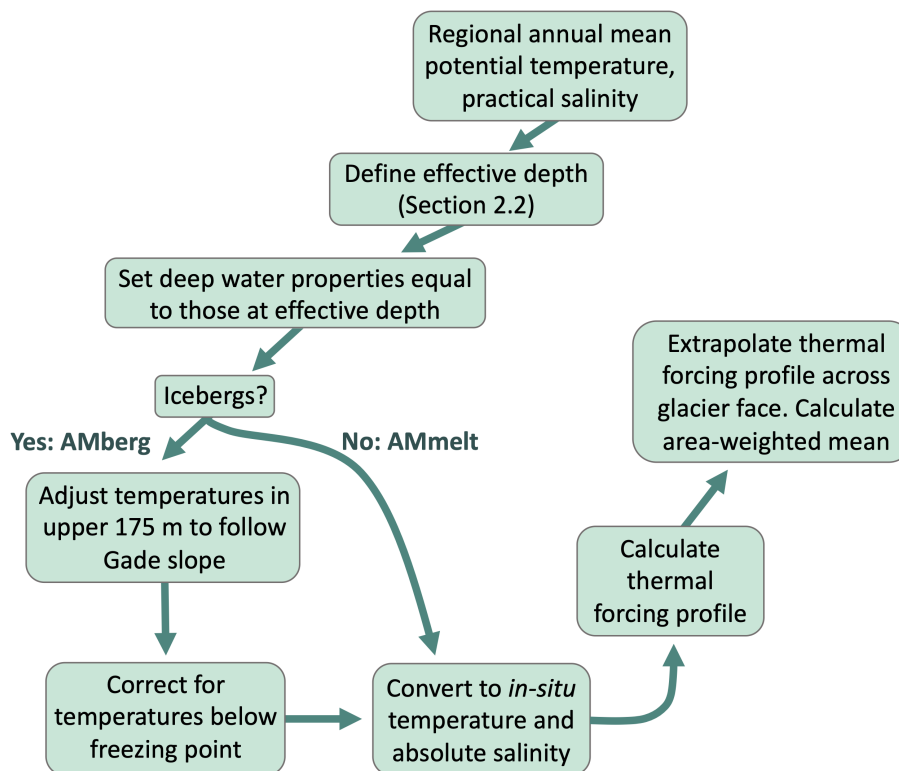 Regional annual mean
potential temperature,
practical salinity
Define effective depth
(Section 2.2)
Set deep water properties equal
to those at effective depth
Icebergs?
Yes: AMberg
No: AMmelt
Adjust temperatures in
upper 175 m to follow
Gade slope
Correct for
temperatures below
freezing point
Convert to in-situ
temperature and
absolute salinity
Calculate
thermal
forcing profile
Extrapolate thermal
forcing profile across
glacier face. Calculate
area-weighted mean